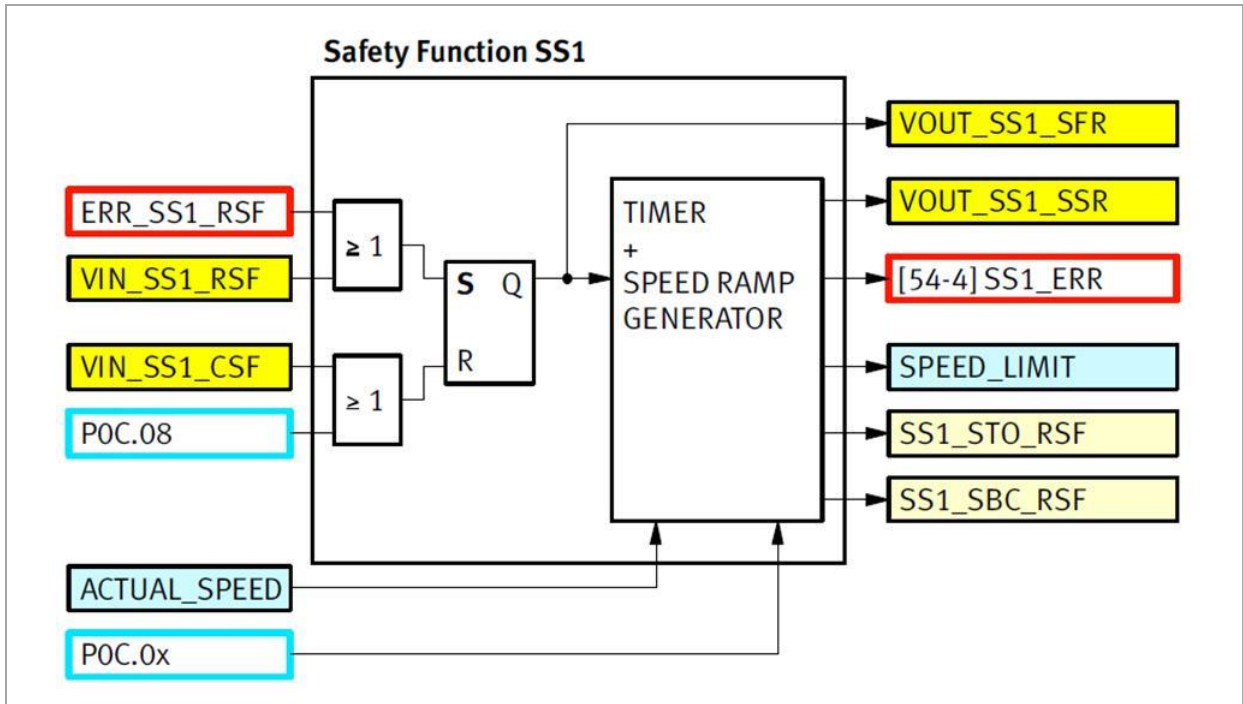 Safety Function SS1
ERR_SS1_RSF
VIN_SS1_RSF
VIN_SS1_CSF
P0C.08
ACTUAL_SPEED
P0C.0x
≥ 1
≥ 1
S Q
R
TIMER
+
SPEED RAMP
GENERATOR
VOUT_SS1_SFR
VOUT_SS1_SSR
[54-4] SS1_ERR
SPEED_LIMIT
SS1_STO_RSF
SS1_SBC_RSF